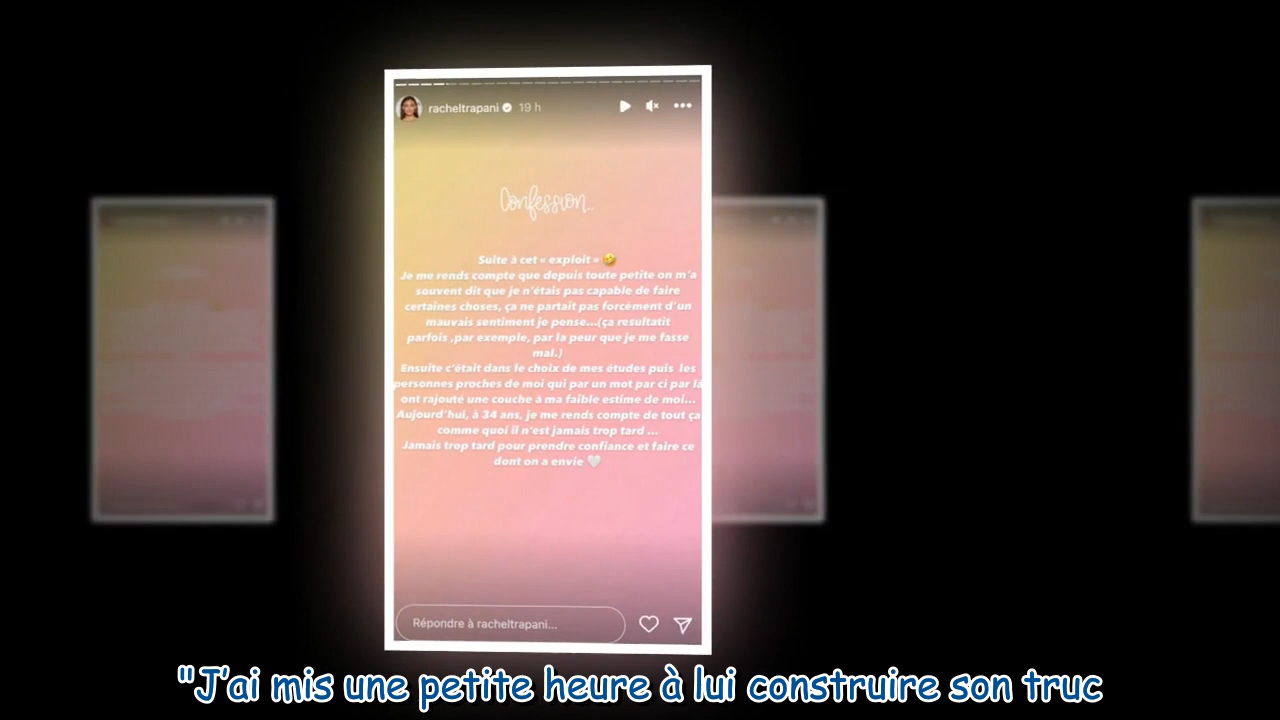 racheltrapani 19 h
Confession...
Suite à cet « exploit » 🤣
Je me rends compte que depuis toute petite on m'a
souvent dit que je n'étais pas capable de faire
certaines choses, ça ne partait pas forcément d'un
mauvais sentiment je pense...(ça resultatit
parfois ,par exemple, par la peur que je me fasse
mal.)
Ensuite c'était dans le choix de mes études puis les
personnes proches de moi qui par un mot par ci par là
ont rajouté une couche à ma faible estime de moi...
Aujourd'hui, à 34 ans, je me rends compte de tout ça
comme quoi il n'est jamais trop tard ...
Jamais trop tard pour prendre confiance et faire ce
dont on a envie 🤍
Répondre à racheltrapani...
"J'ai mis une petite heure à lui construire son truc